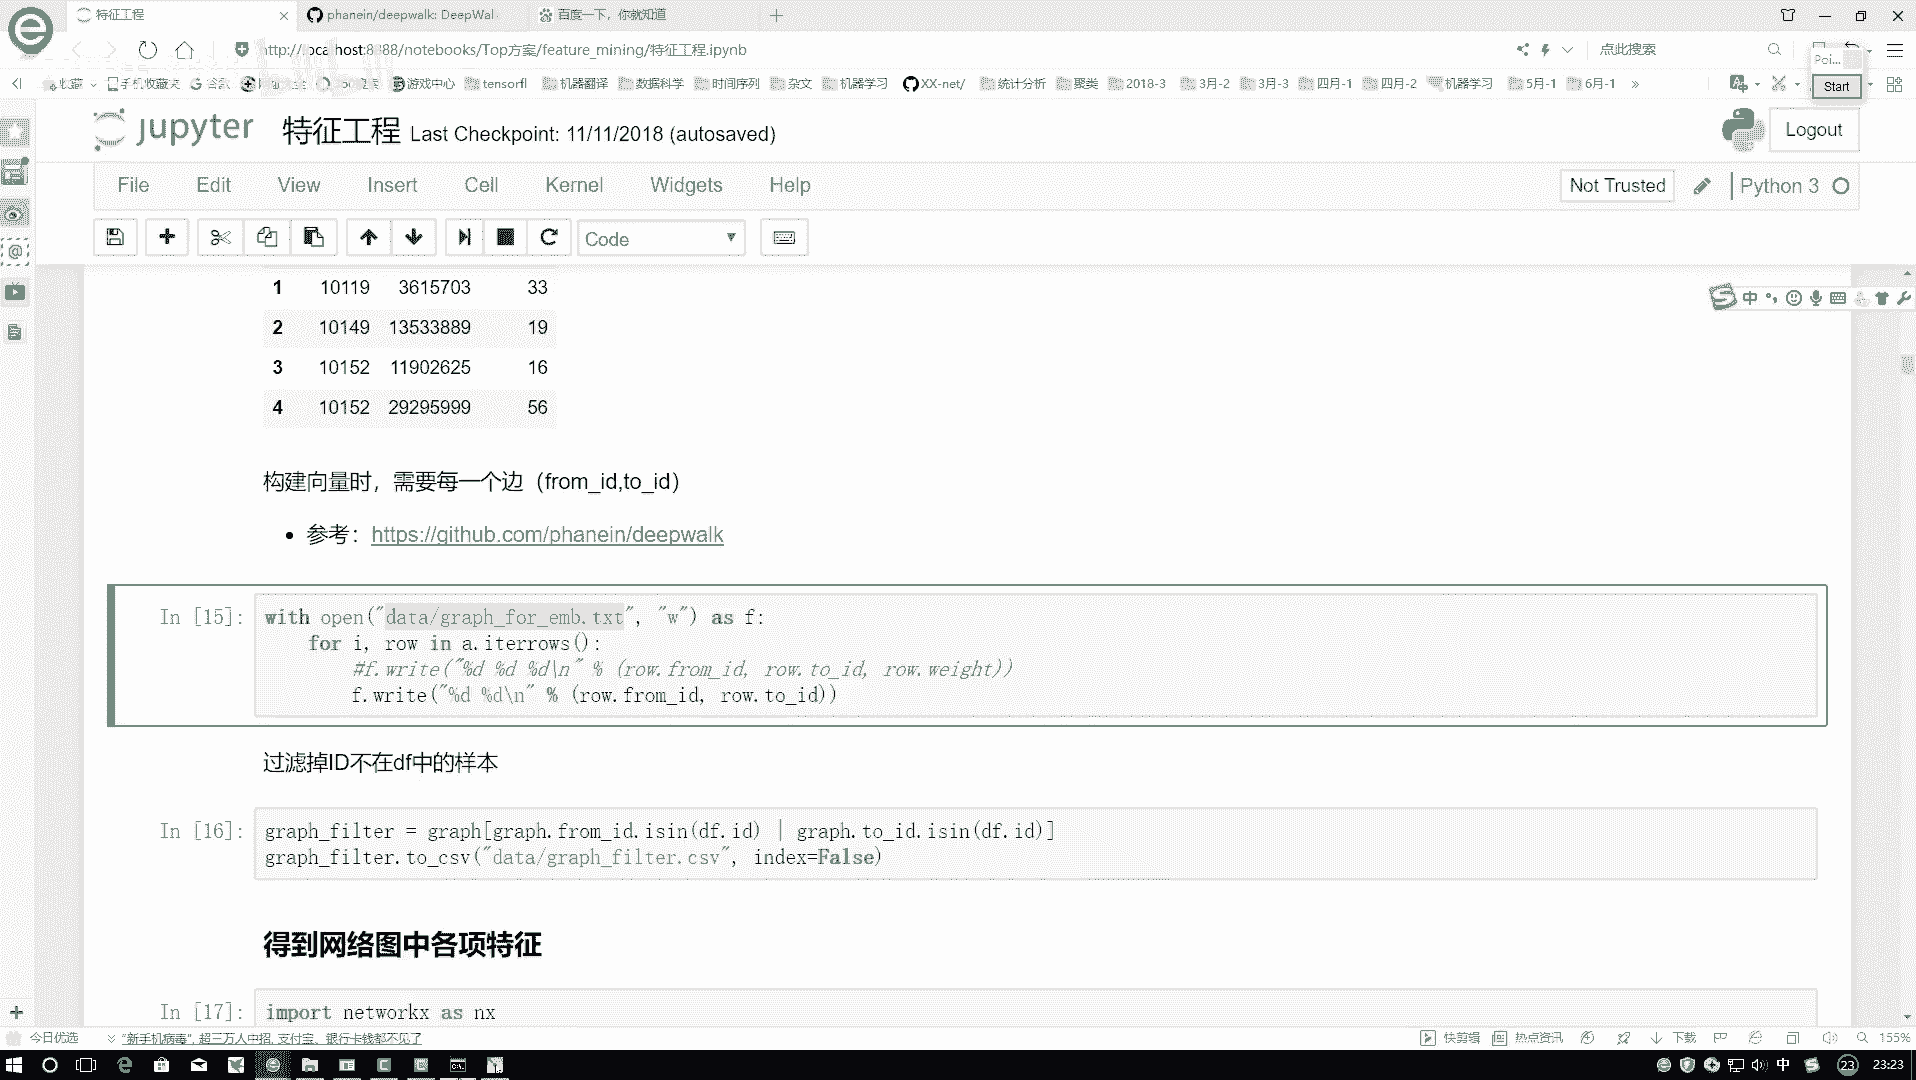 特征工程
phanein/deepwalk: DeepWal
百度一下，你就知道
http://localhost:8888/notebooks/Top方案/feature_mining/特征工程.ipynb
点此搜索
收藏 手机收藏夹 谷歌 游戏中心 tensorfl 机器翻译 数据科学 时间序列 杂文 机器学习 XX-net/ 统计分析 聚类 2018-3 3月-2 3月-3 四月-1 四月-2 机器学习 5月-1 6月-1 »
Poi...
Start
jupyter 特征工程 Last Checkpoint: 11/11/2018 (autosaved)
Logout
File Edit View Insert Cell Kernel Widgets Help
Not Trusted
Python 3
Code
1 10119 3615703 33
2 10149 13533889 19
3 10152 11902625 16
4 10152 29295999 56
中
构建向量时，需要每一个边（from_id,to_id）
• 参考：https://github.com/phanein/deepwalk
In [15]: with open("data/graph_for_emb.txt", "w") as f:
for i, row in a.iterrows():
#f.write("%d %d %d\n" % (row.from_id, row.to_id, row.weight))
f.write("%d %d\n" % (row.from_id, row.to_id))
过滤掉ID不在df中的样本
In [16]: graph_filter = graph[graph.from_id.isin(df.id) | graph.to_id.isin(df.id)]
graph_filter.to_csv("data/graph_filter.csv", index=False)
得到网络图中各项特征
In [17]: import networkx as nx
今日优选
“新手机病毒”, 超三万人中招, 支付宝、银行卡钱都不见了
快剪辑
热点资讯
下载
155%
中
23
23:23